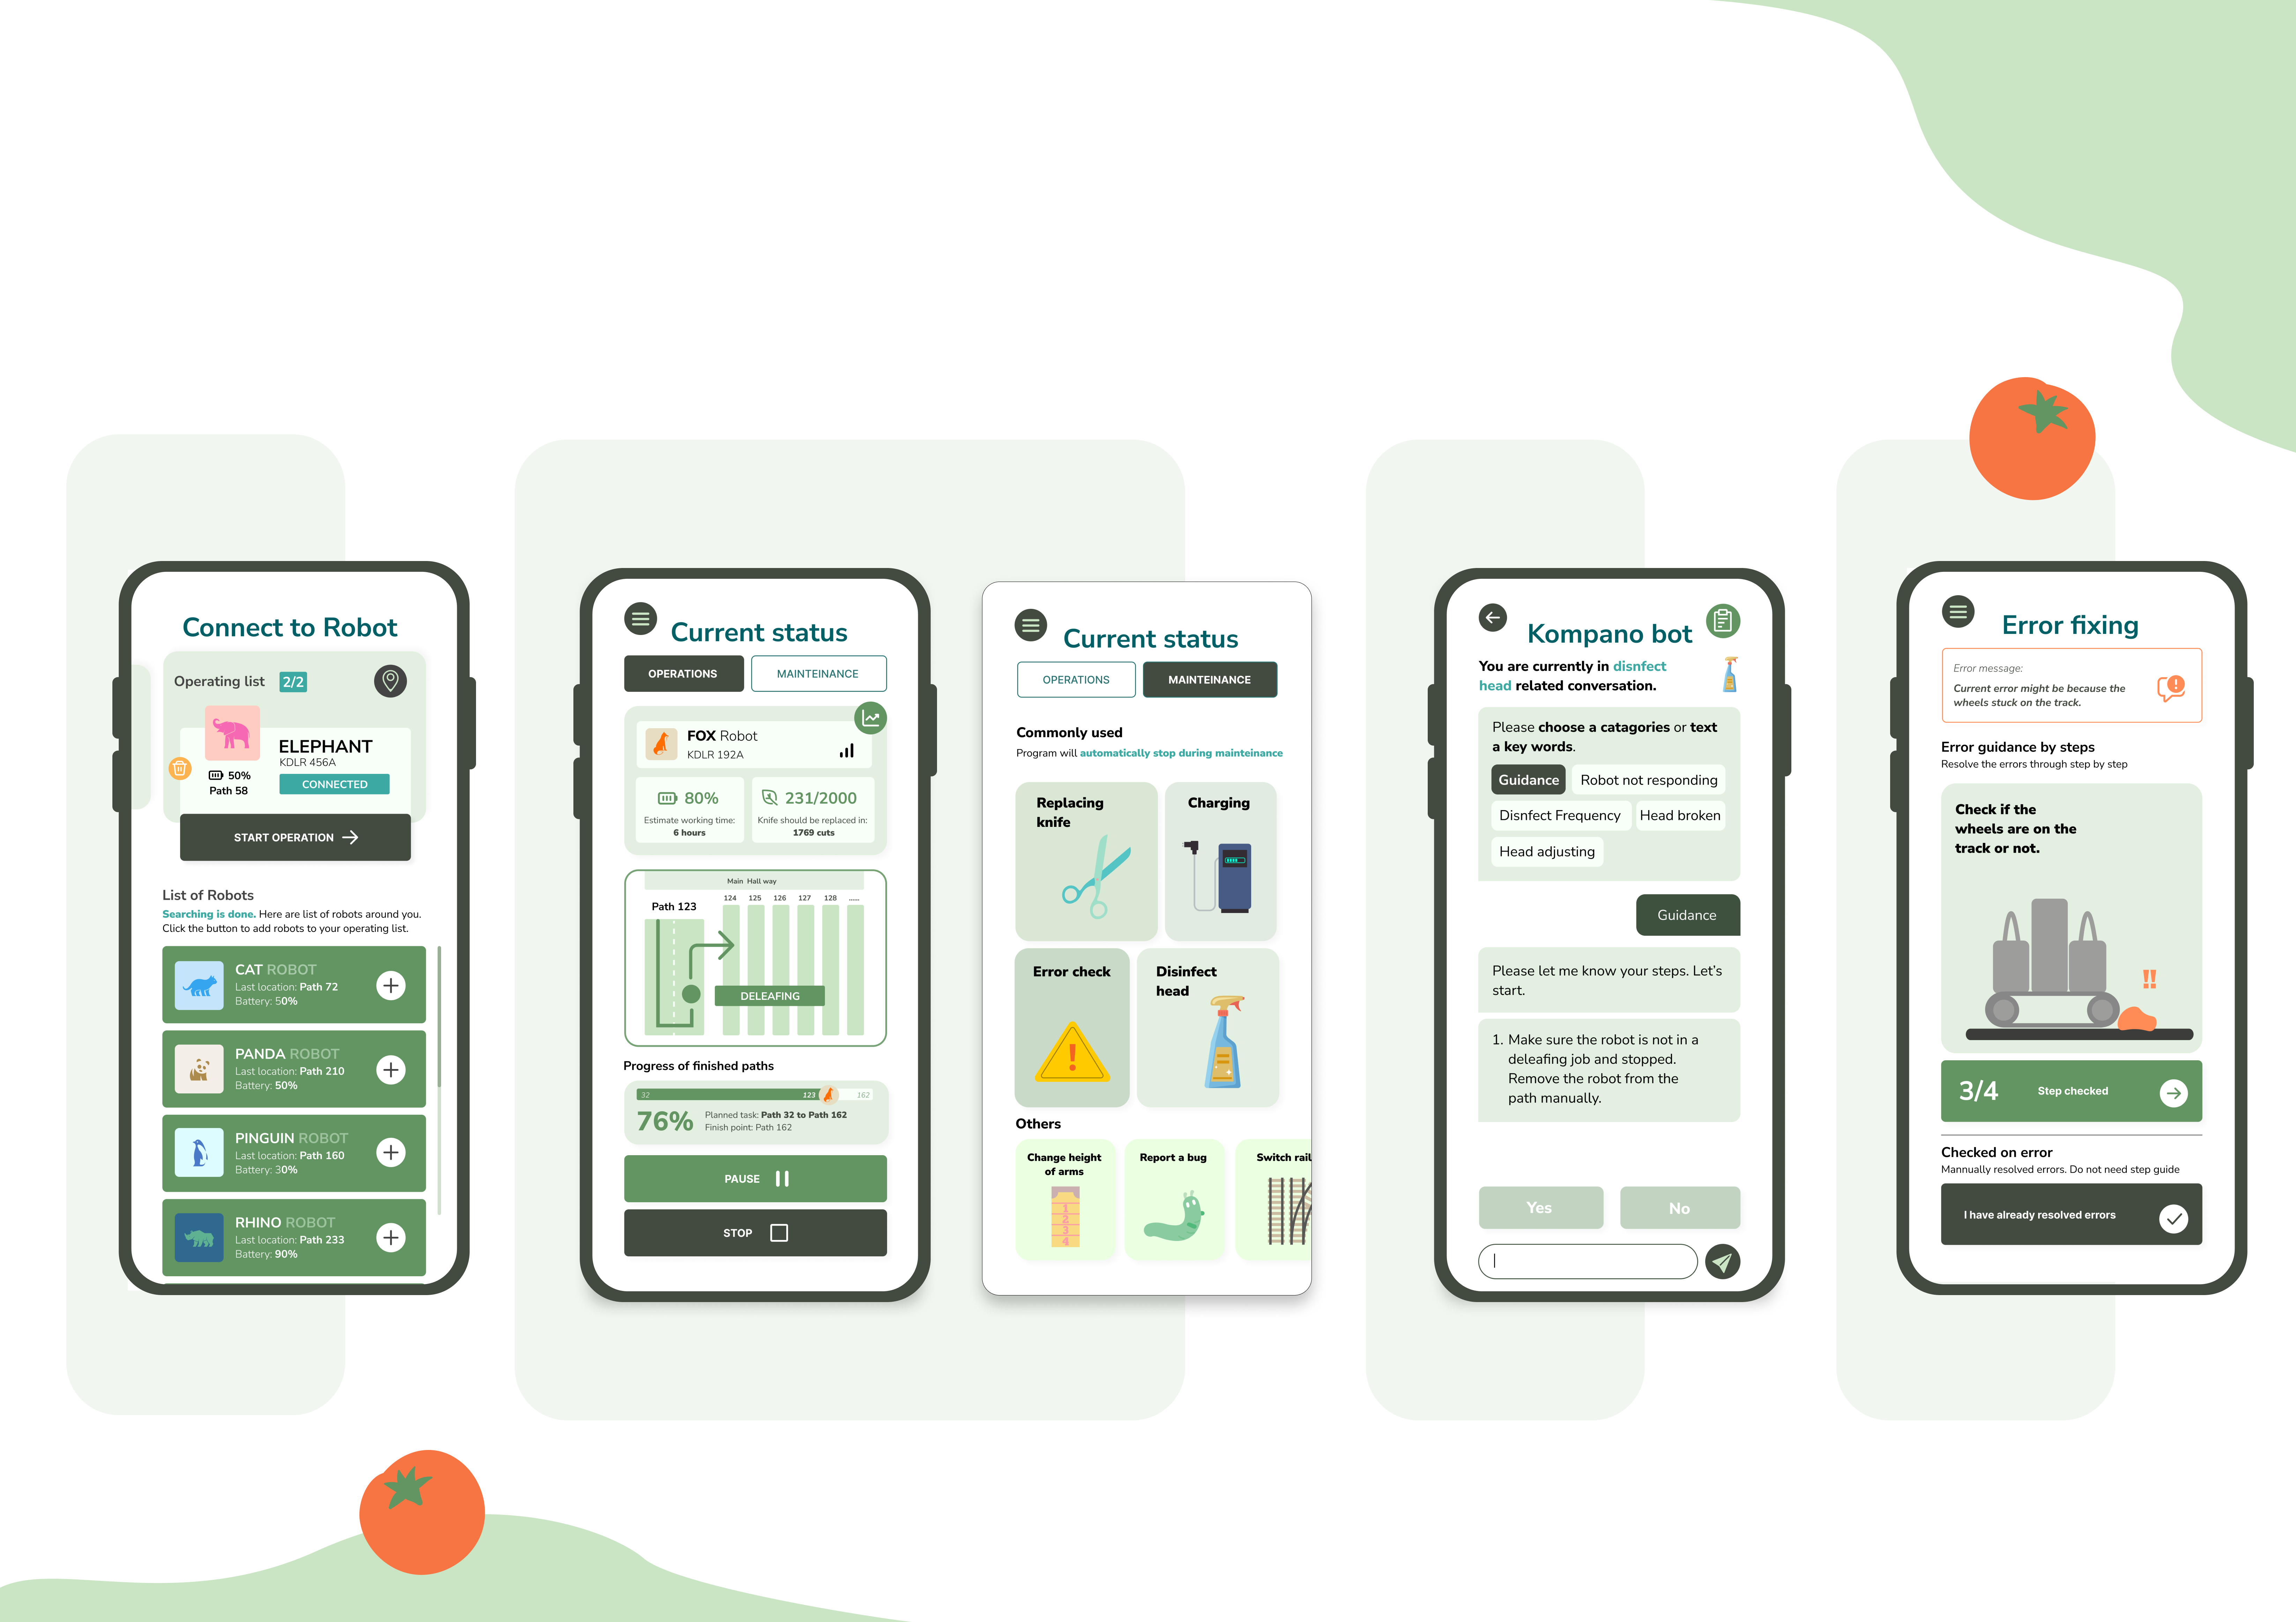 Connect to Robot
Operating list 2/2
ELEPHANT
KDLR 456A
50%
Path 58
CONNECTED
START OPERATION
List of Robots
Searching is done. Here are list of robots around you.
Click the button to add robots to your operating list.
CAT ROBOT
Last location: Path 72
Battery: 50%
PANDA ROBOT
Last location: Path 210
Battery: 50%
PINGUIN ROBOT
Last location: Path 160
Battery: 30%
RHINO ROBOT
Last location: Path 233
Battery: 90%
Current status
OPERATIONS MAINTEINANCE
FOX Robot
KDLR 192A
80%
Estimate working time:
6 hours
231/2000
Knife should be replaced in:
1769 cuts
Main Hall way
Path 123
124 125 126 127 128 .....
DELEAFING
Progress of finished paths
32 123 162
76%
Planned task: Path 32 to Path 162
Finish point: Path 162
PAUSE
STOP
Current status
OPERATIONS MAINTEINANCE
Commonly used
Program will automatically stop during mainteinance
Replacing
knife
Charging
Error check
Disinfect
head
Others
Change height
of arms
1
2
3
4
Report a bug
Switch rail
Kompano bot
You are currently in disnfect
head related conversation.
Please choose a catagories or text
a key words.
Guidance Robot not responding
Disnfect Frequency Head broken
Head adjusting
Guidance
Please let me know your steps. Let's
start.
1. Make sure the robot is not in a
deleafing job and stopped.
Remove the robot from the
path manually.
Yes No
Error fixing
Error message:
Current error might be because the
wheels stuck on the track.
Error guidance by steps
Resolve the errors through step by step
Check if the
wheels are on the
track or not.
!!
3/4 Step checked
Checked on error
Mannually resolved errors. Do not need step guide
I have already resolved errors